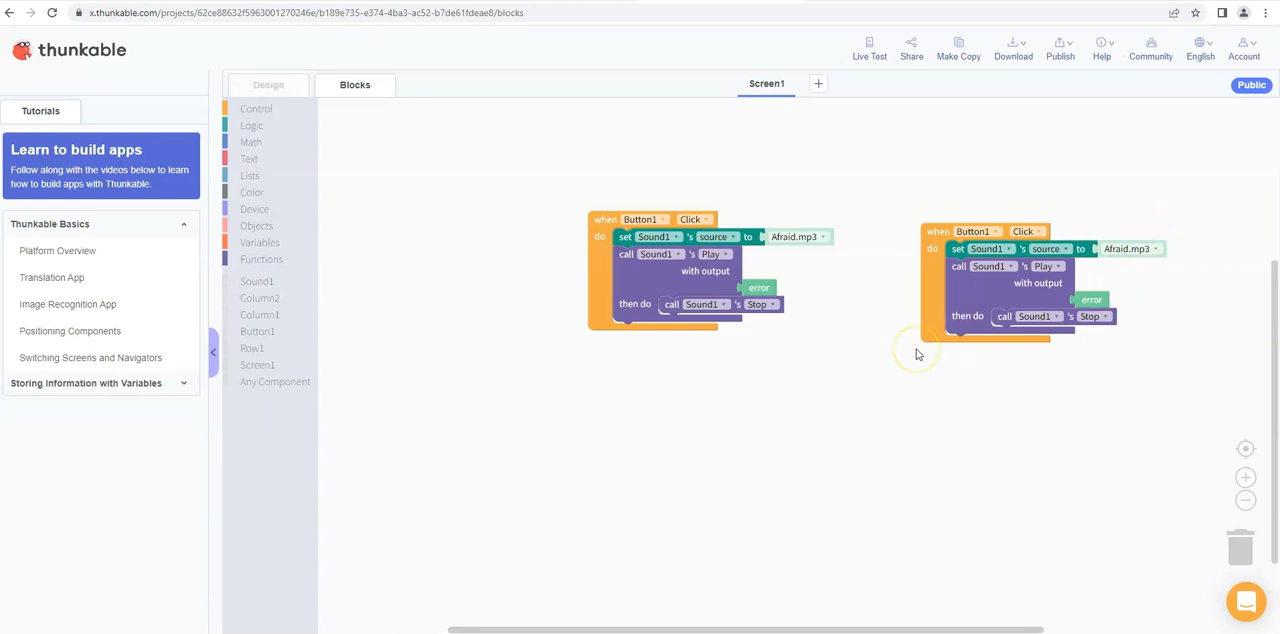 x.thunkable.com/projects/62ce88632f5963001270246e/b189e735-e374-4ba3-ac52-b7de61fdeae8/blocks
thunkable
Live Test Share Make Copy Download Publish Help Community English Account
Design Blocks Screen1 + Public
Tutorials
Learn to build apps
Follow along with the videos below to learn
how to build apps with Thunkable.
Thunkable Basics
Platform Overview
Translation App
Image Recognition App
Positioning Components
Switching Screens and Navigators
Storing Information with Variables
Control
Logic
Math
Text
Lists
Color
Device
Objects
Variables
Functions
Sound1
Column2
Column1
Button1
Row1
Screen1
Any Component
when Button1 Click
do set Sound1 's source to Afraid.mp3
call Sound1 's Play
with output
error
then do call Sound1 's Stop
when Button1 Click
do set Sound1 's source to Afraid.mp3
call Sound1 's Play
with output
error
then do call Sound1 's Stop